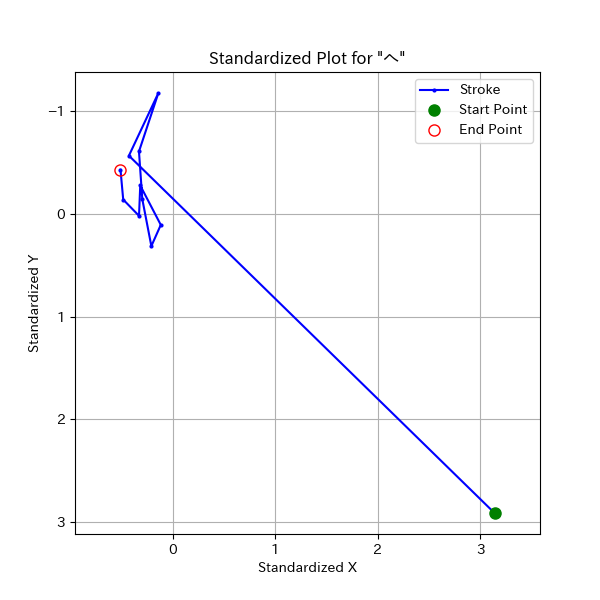 Standardized Plot for "へ"
Stroke
Start Point
End Point
−1
0
1
2
3
Standardized Y
0
1
2
3
Standardized X